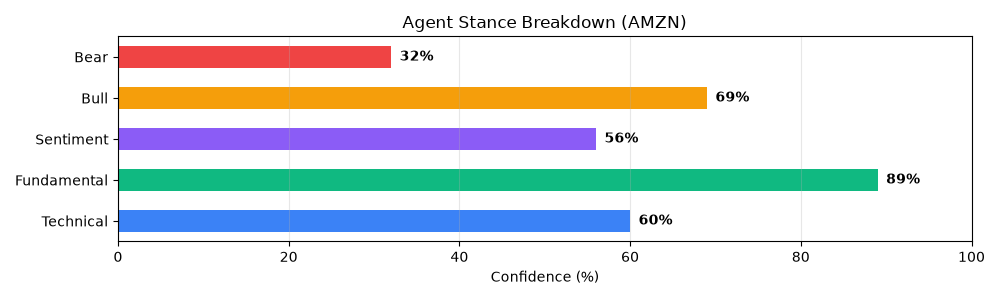 Agent Stance Breakdown (AMZN)
Bear 32%
Bull 69%
Sentiment 56%
Fundamental 89%
Technical 60%
0 20 40 60 80 100
Confidence (%)